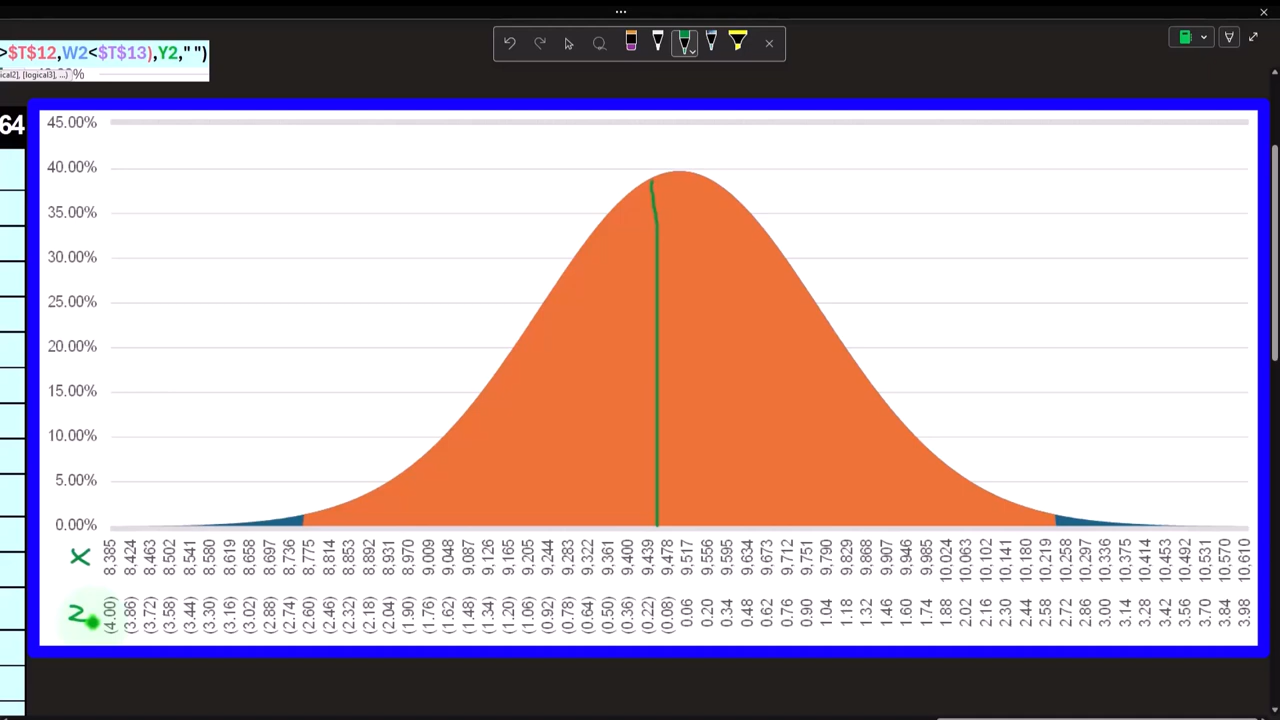 >$T$12,W2<$T$13),Y2," ")
ical2], [logical3], ...)
64
45.00%
40.00%
35.00%
30.00%
25.00%
20.00%
15.00%
10.00%
5.00%
0.00%
X 8,385 8,424 8,463 8,502 8,541 8,580 8,619 8,658 8,697 8,736 8,775 8,814 8,853 8,892 8,931 8,970 9,009 9,048 9,087 9,126 9,165 9,205 9,244 9,283 9,322 9,361 9,400 9,439 9,478 9,517 9,556 9,595 9,634 9,673 9,712 9,751 9,790 9,829 9,868 9,907 9,946 9,985 10,024 10,063 10,102 10,141 10,180 10,219 10,258 10,297 10,336 10,375 10,414 10,453 10,492 10,531 10,570 10,610
Z (4.00) (3.86) (3.72) (3.58) (3.44) (3.30) (3.16) (3.02) (2.88) (2.74) (2.60) (2.46) (2.32) (2.18) (2.04) (1.90) (1.76) (1.62) (1.48) (1.34) (1.20) (1.06) (0.92) (0.78) (0.64) (0.50) (0.36) (0.22) (0.08) 0.06 0.20 0.34 0.48 0.62 0.76 0.90 1.04 1.18 1.32 1.46 1.60 1.74 1.88 2.02 2.16 2.30 2.44 2.58 2.72 2.86 3.00 3.14 3.28 3.42 3.56 3.70 3.84 3.98